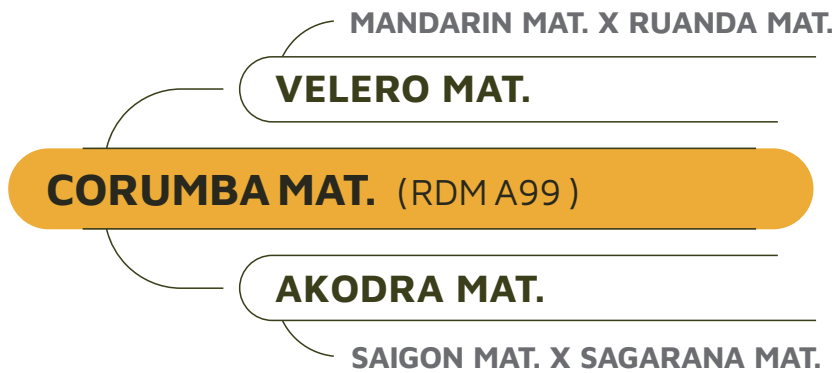 MANDARIN MAT. X RUANDA MAT.
VELERO MAT.
CORUMBA MAT. (RDM A99)
AKODRA MAT.
SAIGON MAT. X SAGARANA MAT.